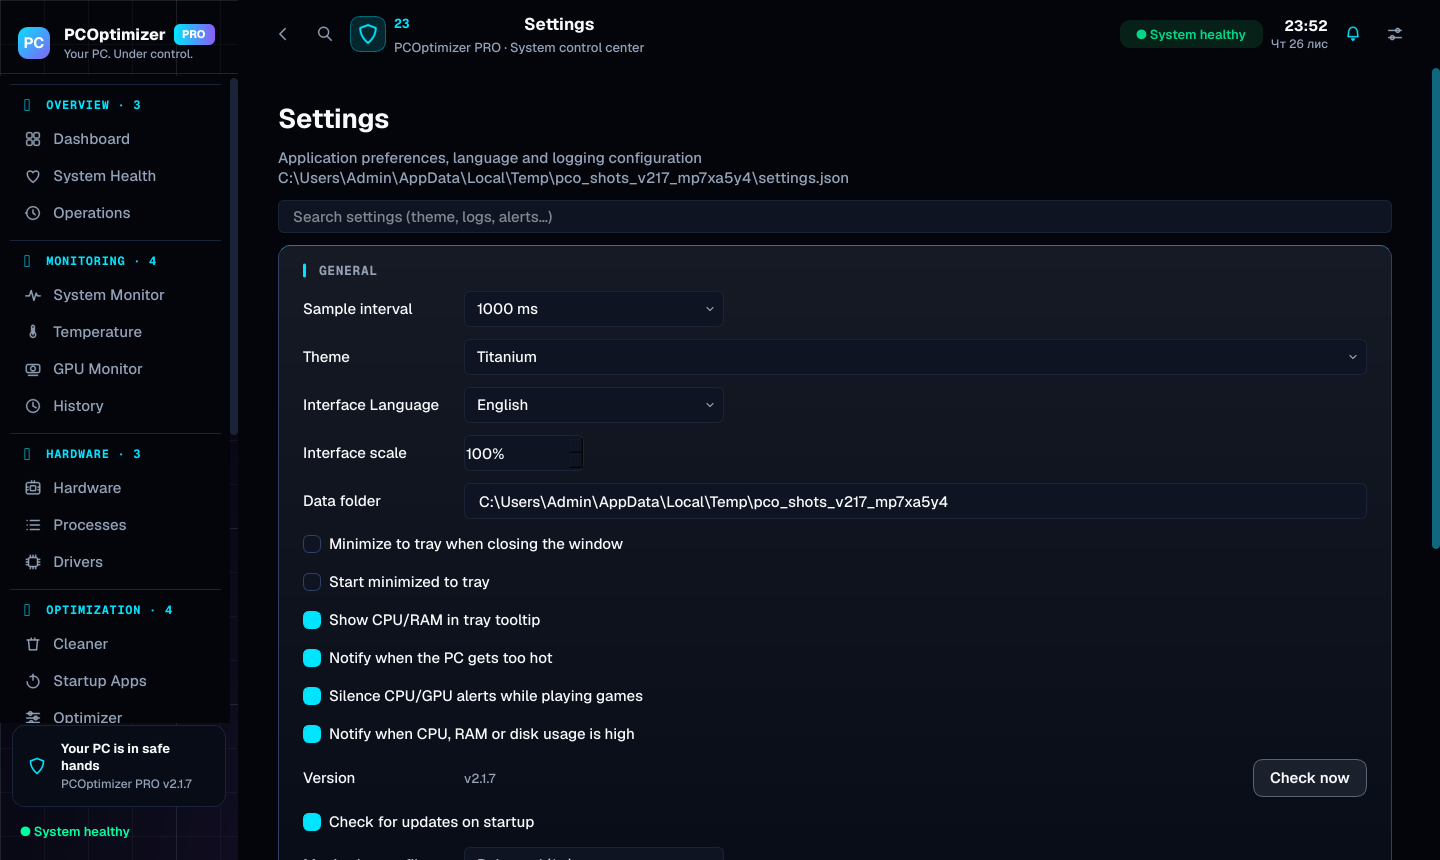 PC
PCOptimizer PRO
Your PC. Under control.
OVERVIEW · 3
Dashboard
System Health
Operations
MONITORING · 4
System Monitor
Temperature
GPU Monitor
History
HARDWARE · 3
Hardware
Processes
Drivers
OPTIMIZATION · 4
Cleaner
Startup Apps
Optimizer
Your PC is in safe
hands
PCOptimizer PRO v2.1.7
System healthy
23
Settings
PCOptimizer PRO · System control center
System healthy
23:52
Чт 26 лис
Settings
Application preferences, language and logging configuration
C:\Users\Admin\AppData\Local\Temp\pco_shots_v217_mp7xa5y4\settings.json
Search settings (theme, logs, alerts...)
GENERAL
Sample interval
1000 ms
Theme
Titanium
Interface Language
English
Interface scale
100%
Data folder
C:\Users\Admin\AppData\Local\Temp\pco_shots_v217_mp7xa5y4
Minimize to tray when closing the window
Start minimized to tray
Show CPU/RAM in tray tooltip
Notify when the PC gets too hot
Silence CPU/GPU alerts while playing games
Notify when CPU, RAM or disk usage is high
Version
v2.1.7
Check now
Check for updates on startup